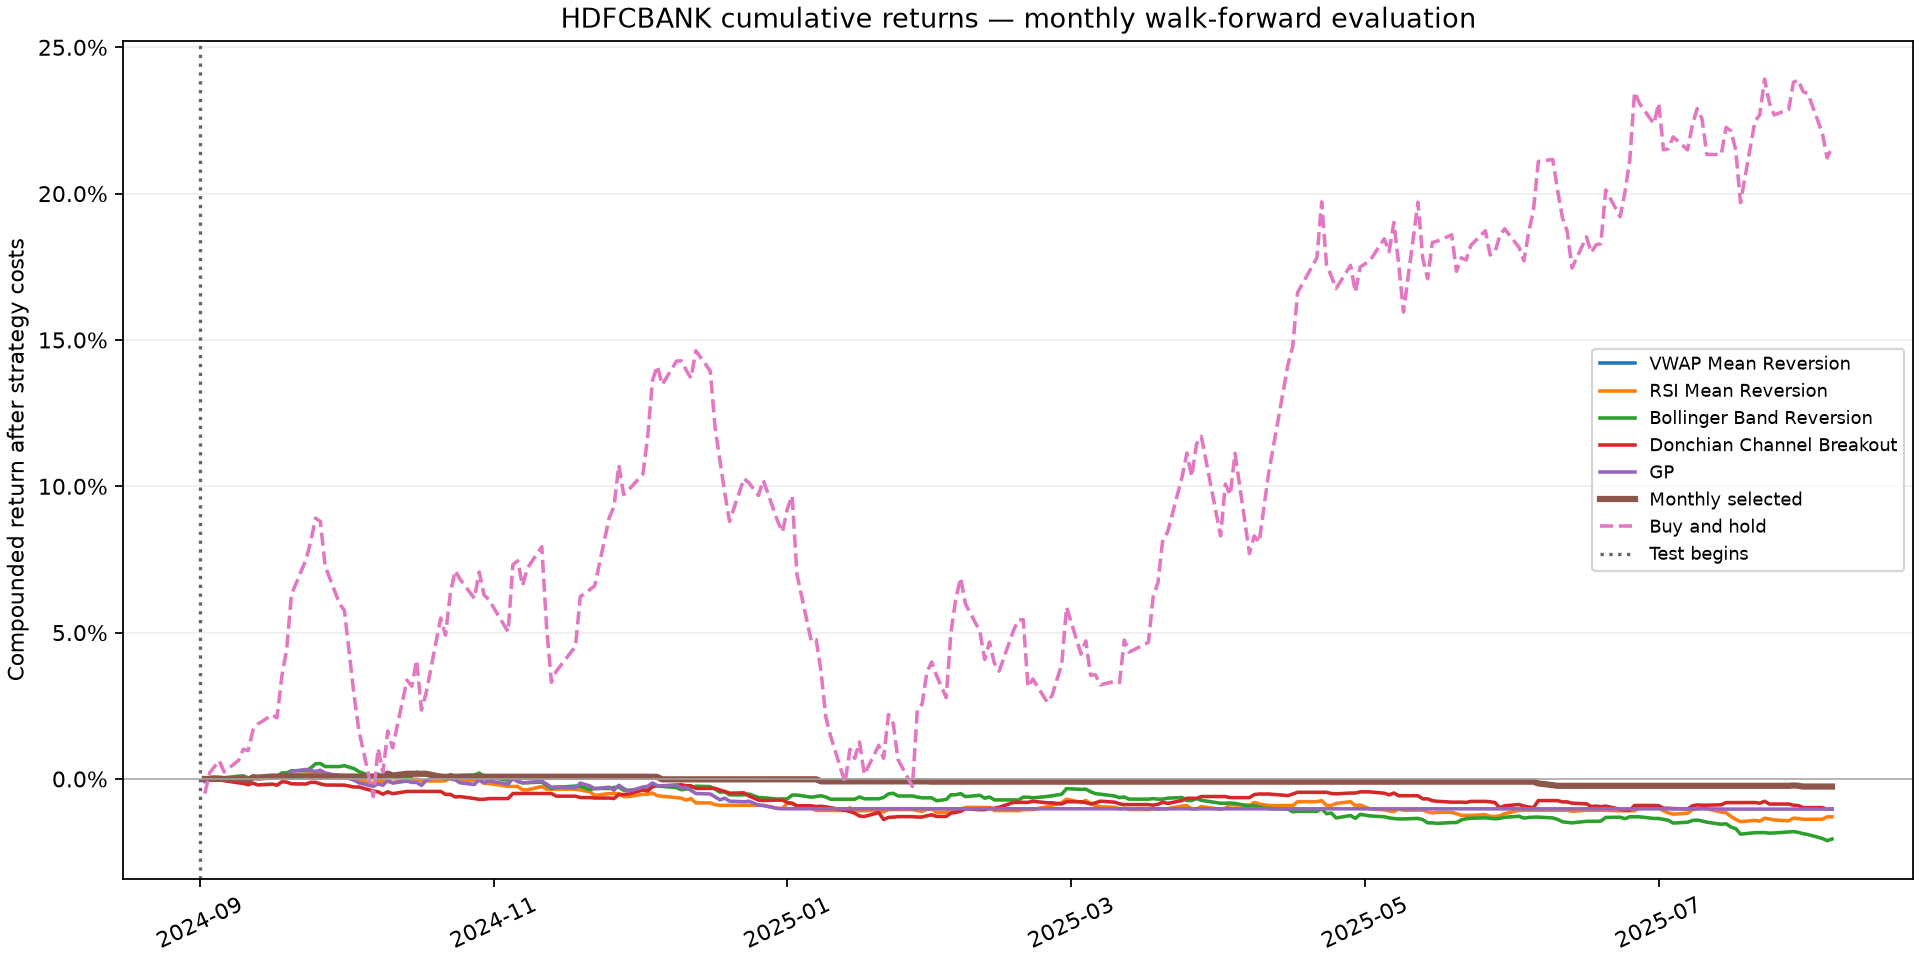 HDFCBANK cumulative returns — monthly walk-forward evaluation
Compounded return after strategy costs
25.0%
20.0%
15.0%
10.0%
5.0%
0.0%
VWAP Mean Reversion
RSI Mean Reversion
Bollinger Band Reversion
Donchian Channel Breakout
GP
Monthly selected
Buy and hold
Test begins
2024-09
2024-11
2025-01
2025-03
2025-05
2025-07